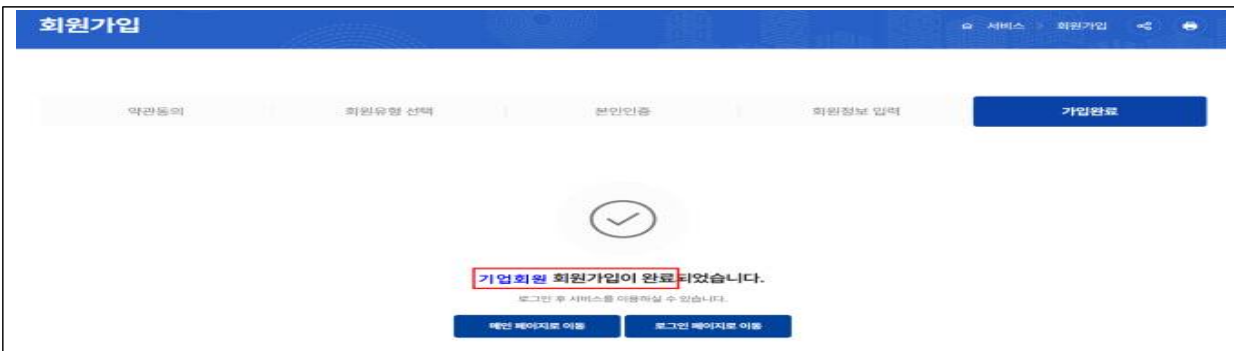 회원가입
서비스 > 회원가입
약관동의 회원유형 선택 본인인증 회원정보 입력 가입완료
기업회원 회원가입이 완료되었습니다.
로그인 후 서비스를 이용하실 수 있습니다.
메인 페이지로 이동 로그인 페이지로 이동